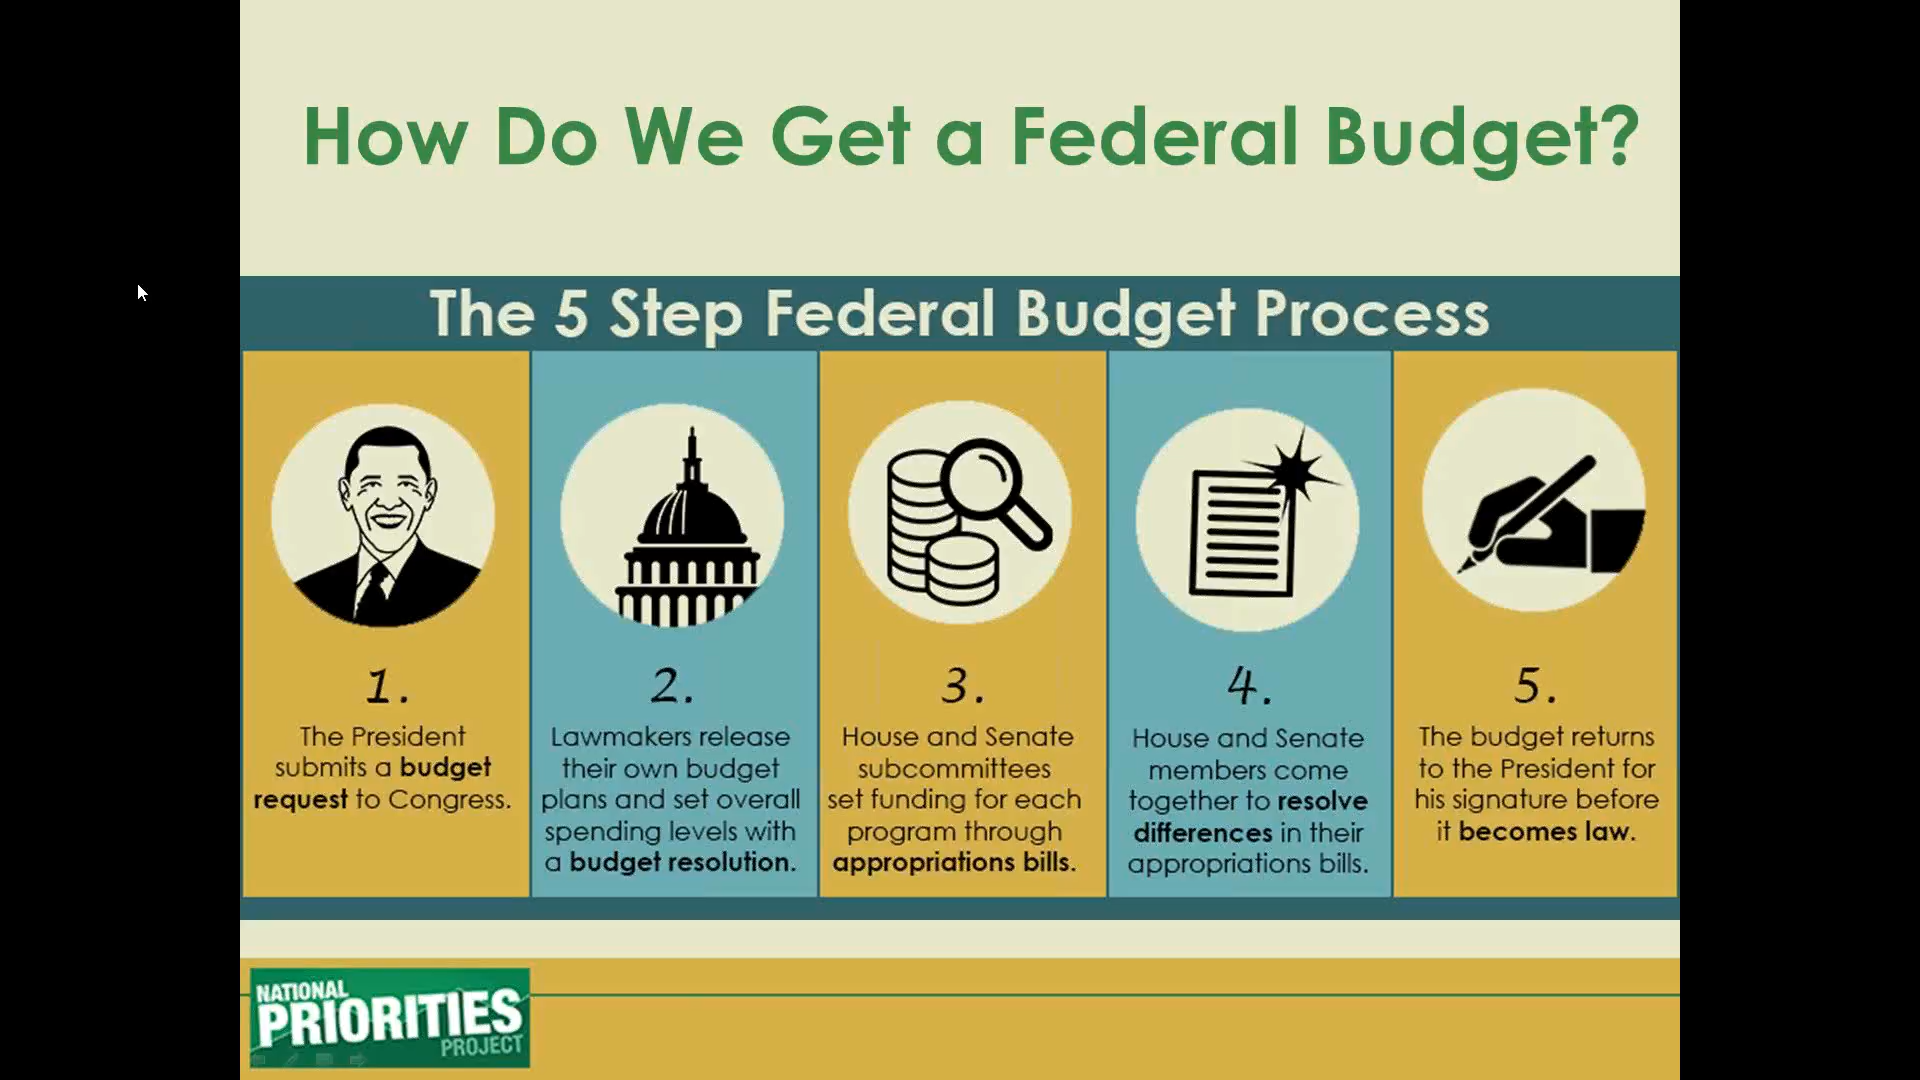 How Do We Get a Federal Budget?
The 5 Step Federal Budget Process
1.
The President
submits a budget
request to Congress.
2.
Lawmakers release
their own budget
plans and set overall
spending levels with
a budget resolution.
3.
House and Senate
subcommittees
set funding for each
program through
appropriations bills.
4.
House and Senate
members come
together to resolve
differences in their
appropriations bills.
5.
The budget returns
to the President for
his signature before
it becomes law.
NATIONAL
PRIORITIES
PROJECT